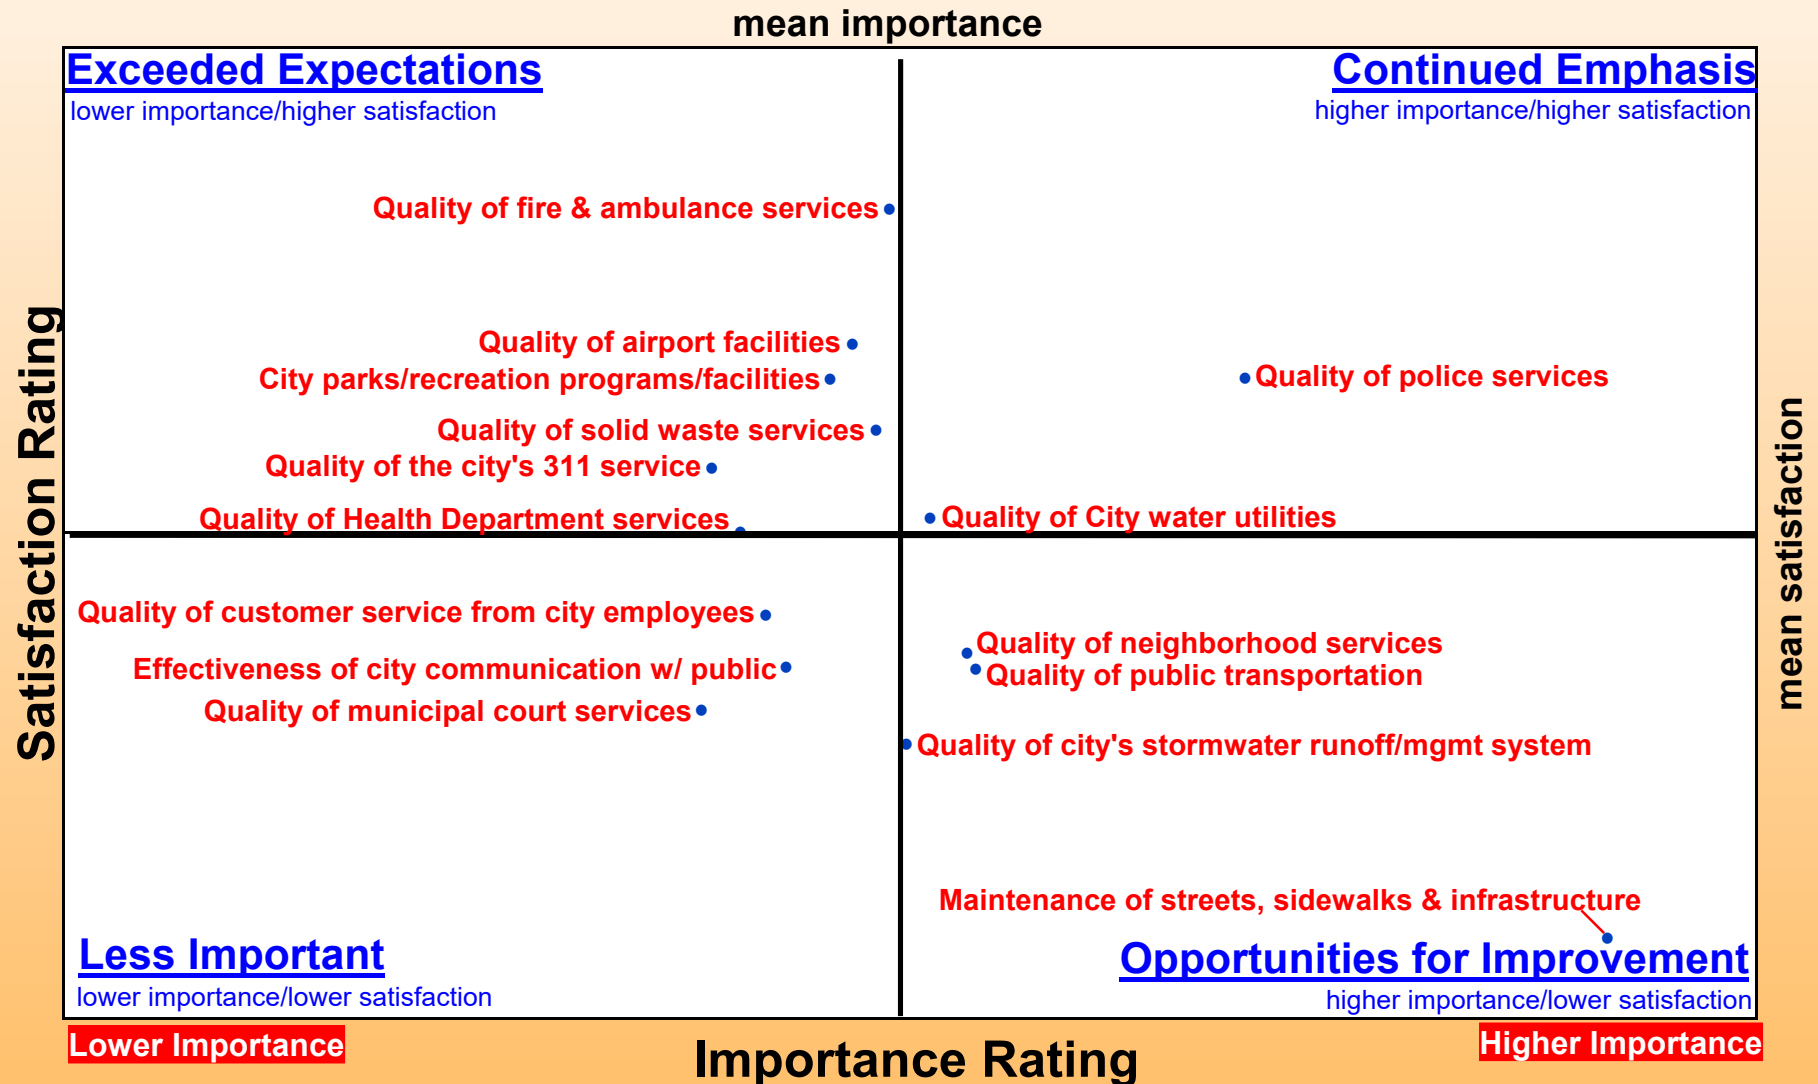 mean importance
Exceeded Expectations
lower importance/higher satisfaction
Continued Emphasis
higher importance/higher satisfaction
Quality of fire & ambulance services
Quality of airport facilities
City parks/recreation programs/facilities
Quality of police services
Quality of solid waste services
Quality of the city's 311 service
Quality of Health Department services
Quality of City water utilities
Satisfaction Rating
mean satisfaction
Quality of customer service from city employees
Quality of neighborhood services
Effectiveness of city communication w/ public
Quality of public transportation
Quality of municipal court services
Quality of city's stormwater runoff/mgmt system
Maintenance of streets, sidewalks & infrastructure
Less Important
lower importance/lower satisfaction
Opportunities for Improvement
higher importance/lower satisfaction
Lower Importance
Importance Rating
Higher Importance